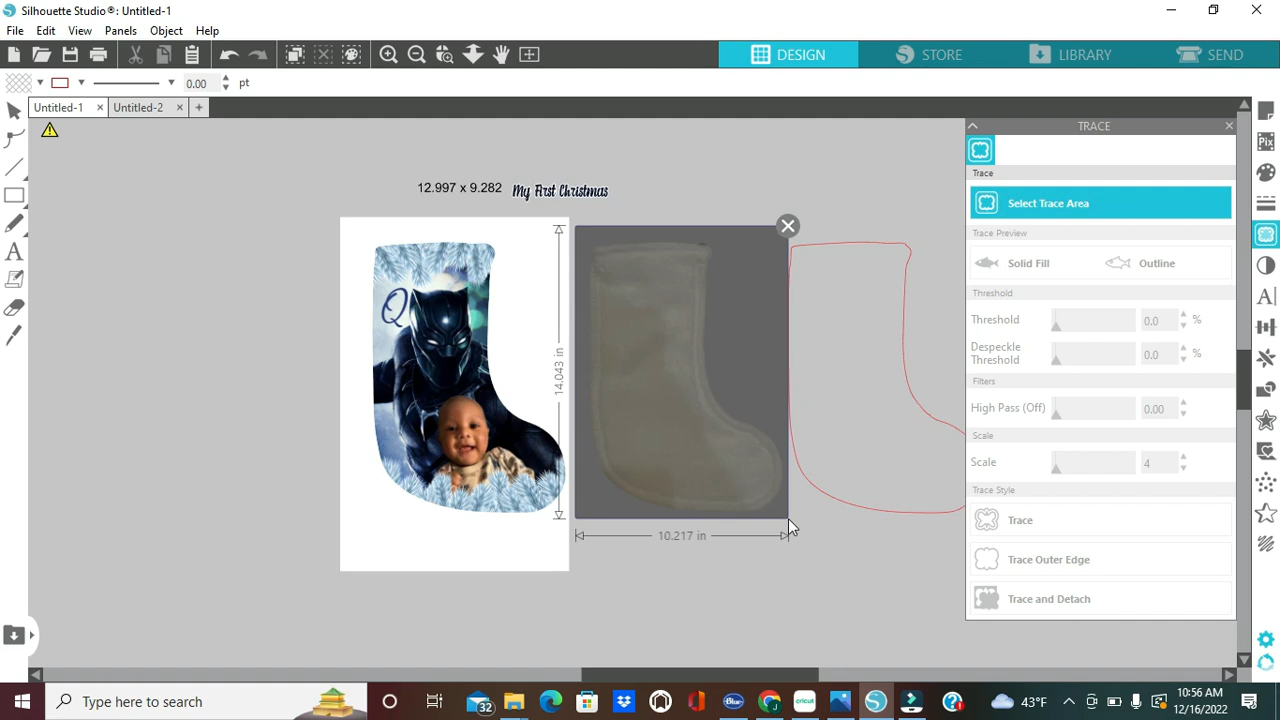 Silhouette Studio®: Untitled-1
File Edit View Panels Object Help
DESIGN STORE LIBRARY SEND
0.00 pt
Untitled-1 × Untitled-2 × +
TRACE
Trace
12.997 x 9.282 My First Christmas
Select Trace Area
Trace Preview
Solid Fill Outline
Threshold
Threshold 0.0 %
Despeckle
Threshold 0.0 %
Filters
High Pass (Off) 0.00
Scale
Scale 4
Trace Style
Trace
Trace Outer Edge
Trace and Detach
Pix
Q
14.043 in
10.217 in
Type here to search
32
Blue
cricut
43°F
10:56 AM
12/16/2022